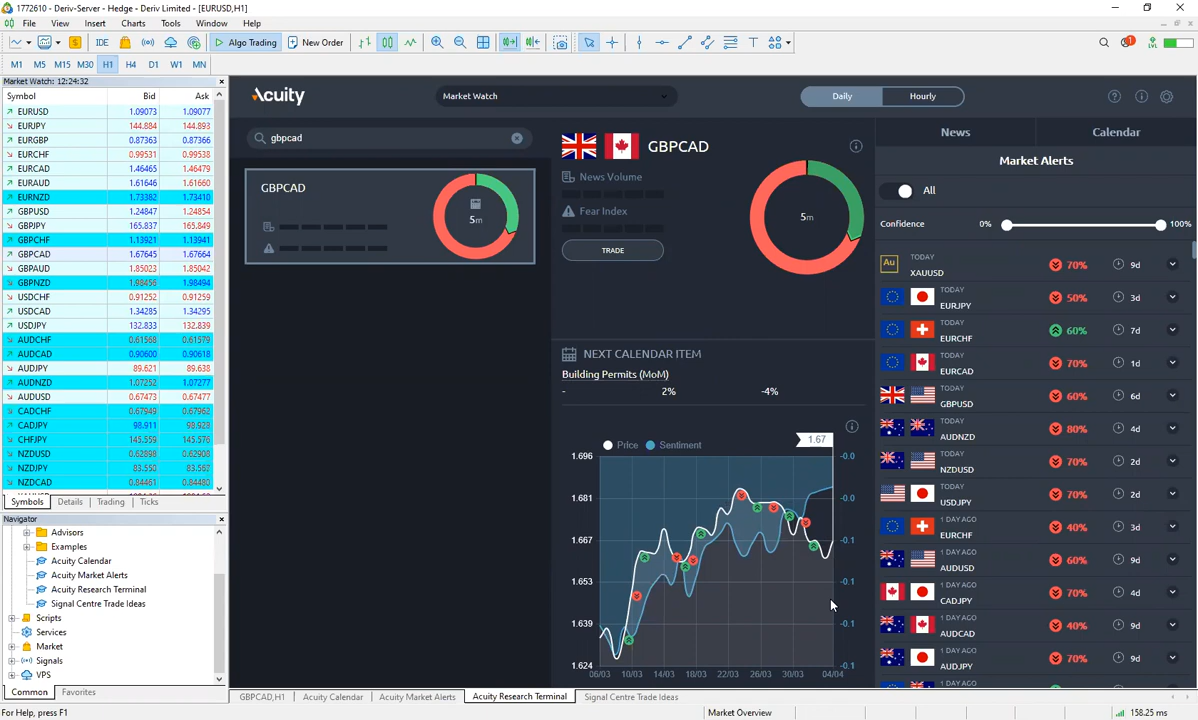 1772610 - Deriv-Server - Hedge - Deriv Limited - [EURUSD,H1]
File View Insert Charts Tools Window Help
IDE Algo Trading New Order 1 LVL
M1 M5 M15 M30 H1 H4 D1 W1 MN
Market Watch: 12:24:32
Symbol Bid Ask
EURUSD 1.09073 1.09077
EURJPY 144.884 144.893
EURGBP 0.87363 0.87366
EURCHF 0.99531 0.99538
EURCAD 1.46465 1.46479
EURAUD 1.61646 1.61660
EURNZD 1.73382 1.73410
GBPUSD 1.24847 1.24854
GBPJPY 165.837 165.849
GBPCHF 1.13921 1.13941
GBPCAD 1.67645 1.67664
GBPAUD 1.85023 1.85042
GBPNZD 1.98456 1.98494
USDCHF 0.91252 0.91259
USDCAD 1.34285 1.34295
USDJPY 132.833 132.839
AUDCHF 0.61568 0.61579
AUDCAD 0.90600 0.90618
AUDJPY 89.621 89.638
AUDNZD 1.07252 1.07277
AUDUSD 0.67473 0.67477
CADCHF 0.67949 0.67962
CADJPY 98.911 98.928
CHFJPY 145.559 145.576
NZDUSD 0.62898 0.62908
NZDJPY 83.550 83.567
NZDCAD 0.84461 0.84480
Symbols Details Trading Ticks
Navigator
Advisors
Examples
Acuity Calendar
Acuity Market Alerts
Acuity Research Terminal
Signal Centre Trade Ideas
Scripts
Services
Market
Signals
VPS
Common Favorites
Acuity
Market Watch
Daily Hourly
gbpcad
GBPCAD
5m
GBPCAD
News Volume
Fear Index
TRADE
5m
NEXT CALENDAR ITEM
Building Permits (MoM)
- 2% -4%
Price Sentiment 1.67
1.696 -0.0
1.681 -0.0
1.667 -0.1
1.653 -0.1
1.639 -0.1
1.624 -0.1
06/03 10/03 14/03 18/03 22/03 26/03 30/03 04/04
News Calendar
Market Alerts
All
Confidence 0% 100%
Au TODAY XAUUSD 70% 9d
TODAY EURJPY 50% 3d
TODAY EURCHF 60% 7d
TODAY EURCAD 70% 1d
TODAY GBPUSD 60% 6d
TODAY AUDNZD 80% 4d
TODAY NZDUSD 70% 2d
TODAY USDJPY 70% 2d
1 DAY AGO EURCHF 40% 3d
1 DAY AGO AUDUSD 60% 9d
1 DAY AGO CADJPY 70% 4d
1 DAY AGO AUDCAD 40% 9d
1 DAY AGO AUDJPY 70% 9d
1 DAY AGO
GBPCAD,H1 Acuity Calendar Acuity Market Alerts Acuity Research Terminal Signal Centre Trade Ideas
For Help, press F1 Market Overview 158.25 ms